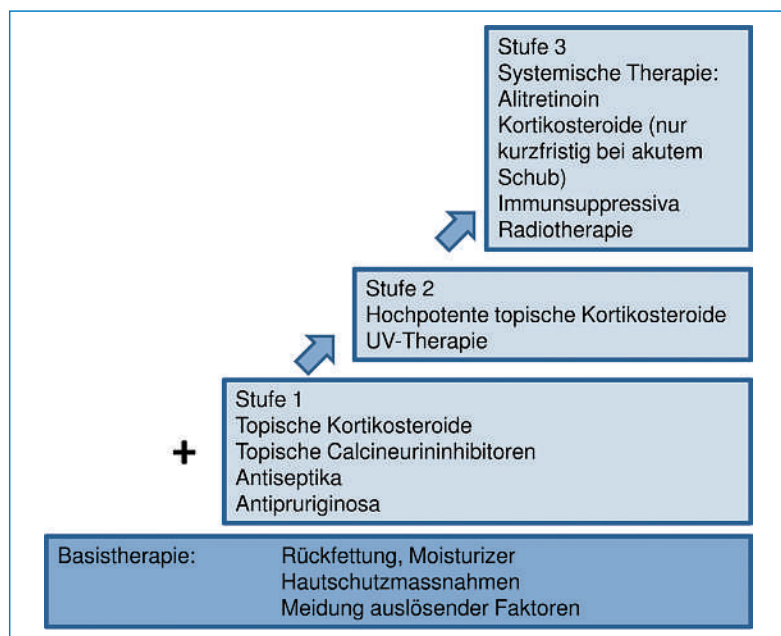 Stufe 3
Systemische Therapie:
Alitretinoin
Kortikosteroide (nur
kurzfristig bei akutem
Schub)
Immunsuppressiva
Radiotherapie
Stufe 2
Hochpotente topische Kortikosteroide
UV-Therapie
Stufe 1
Topische Kortikosteroide
Topische Calcineurininhibitoren
Antiseptika
Antipruriginosa
+
Basistherapie: Rückfettung, Moisturizer
Hautschutzmassnahmen
Meidung auslösender Faktoren